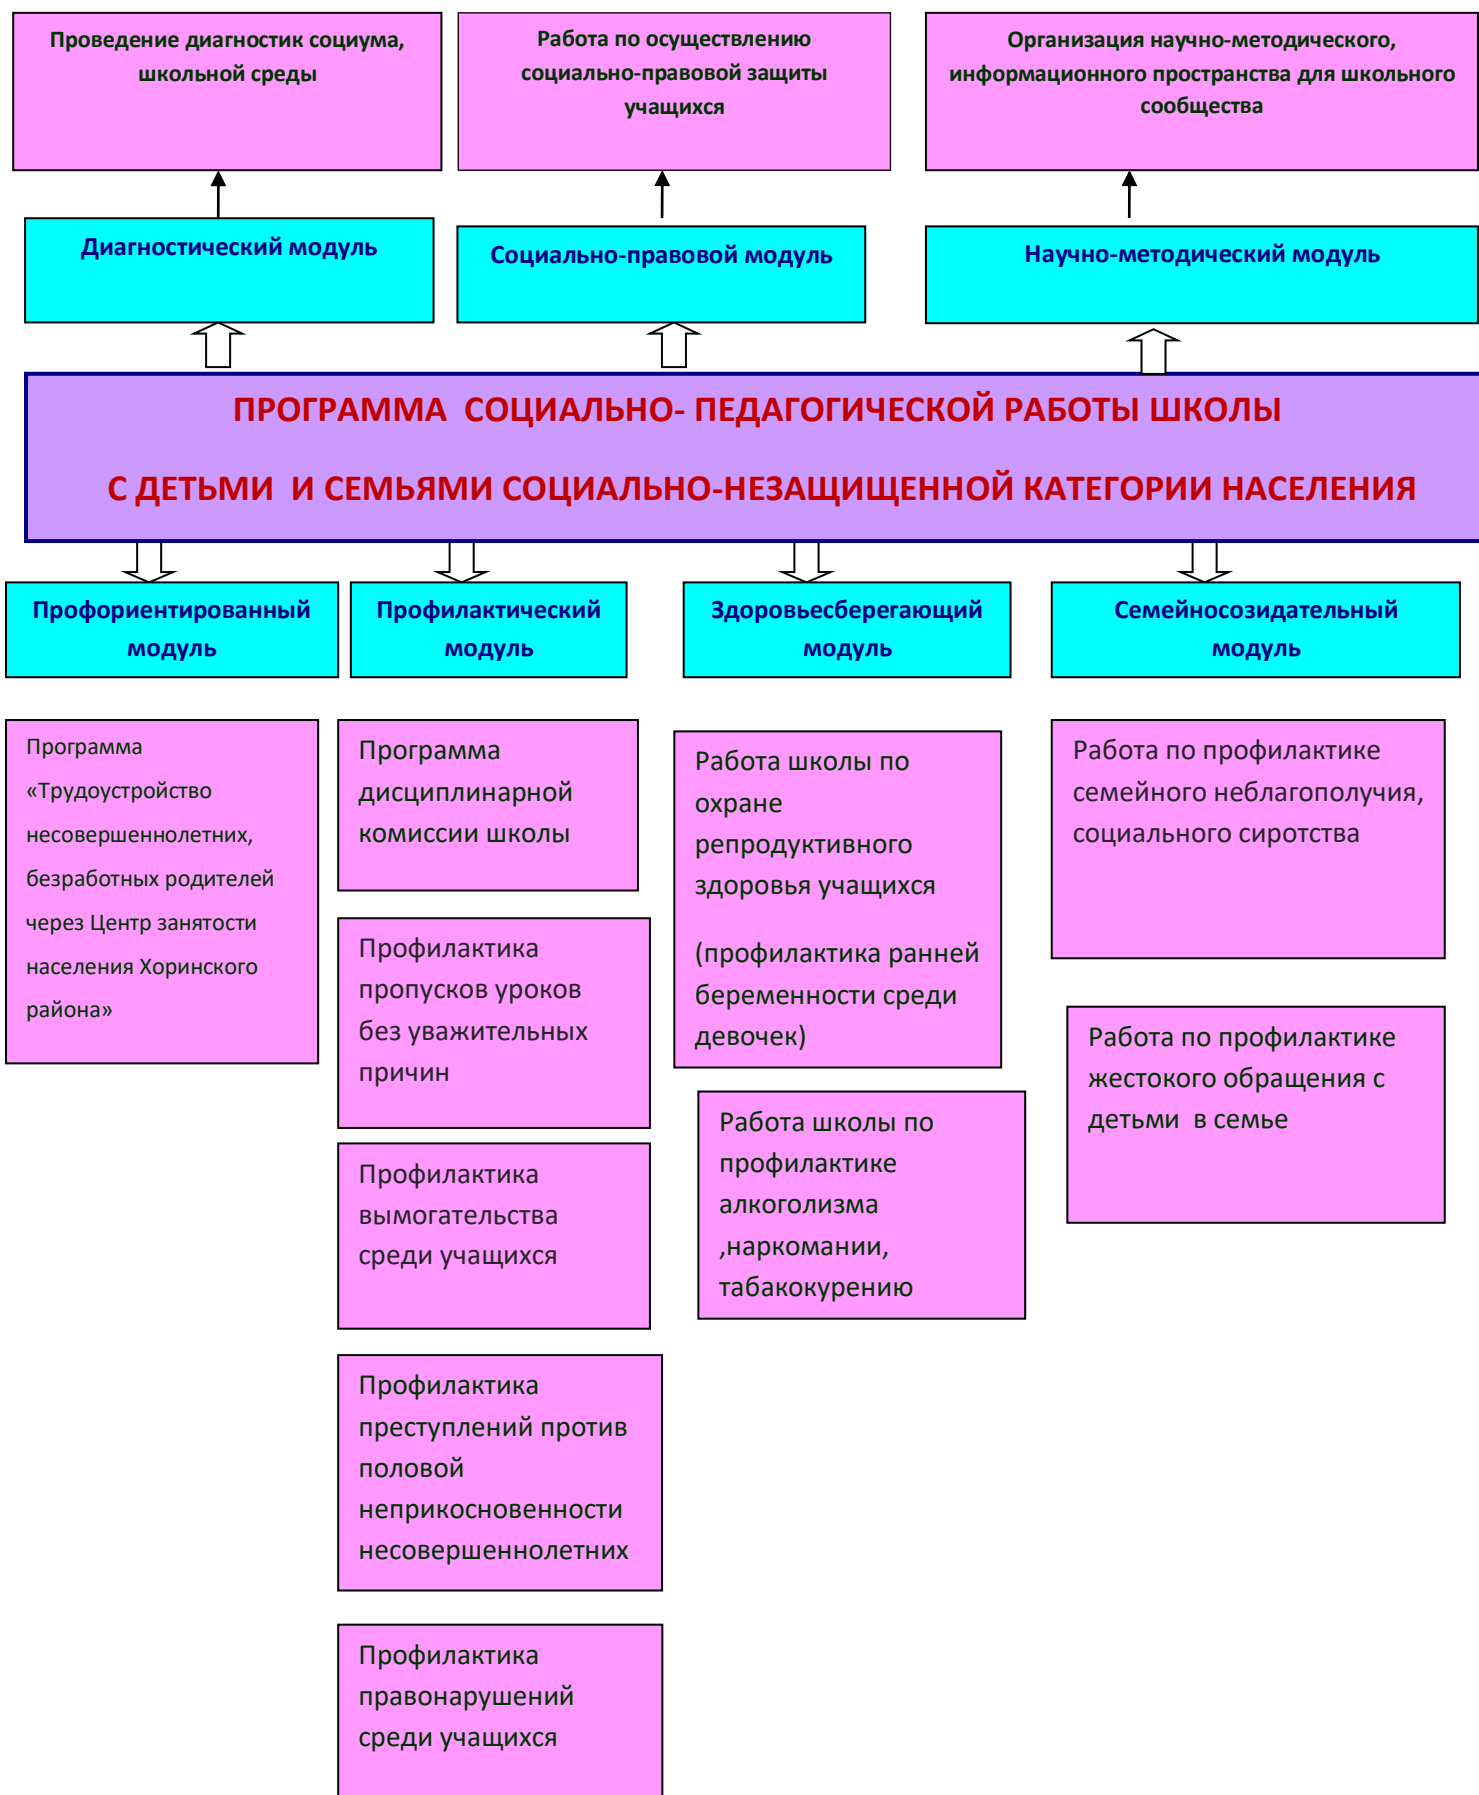 Проведение диагностик социума,
школьной среды
Работа по осуществлению
социально-правовой защиты
учащихся
Организация научно-методического,
информационного пространства для школьного
сообщества
Диагностический модуль
Социально-правовой модуль
Научно-методический модуль
ПРОГРАММА СОЦИАЛЬНО- ПЕДАГОГИЧЕСКОЙ РАБОТЫ ШКОЛЫ
С ДЕТЬМИ И СЕМЬЯМИ СОЦИАЛЬНО-НЕЗАЩИЩЕННОЙ КАТЕГОРИИ НАСЕЛЕНИЯ
Профориентированный
модуль
Профилактический
модуль
Здоровьесберегающий
модуль
Семейносозидательный
модуль
Программа
«Трудоустройство
несовершеннолетних,
безработных родителей
через Центр занятости
населения Хоринского
района»
Программа
дисциплинарной
комиссии школы
Профилактика
пропусков уроков
без уважительных
причин
Профилактика
вымогательства
среди учащихся
Профилактика
преступлений против
половой
неприкосновенности
несовершеннолетних
Профилактика
правонарушений
среди учащихся
Работа школы по
охране
репродуктивного
здоровья учащихся
(профилактика ранней
беременности среди
девочек)
Работа школы по
профилактике
алкоголизма
,наркомании,
табакокурению
Работа по профилактике
семейного неблагополучия,
социального сиротства
Работа по профилактике
жестокого обращения с
детьми в семье